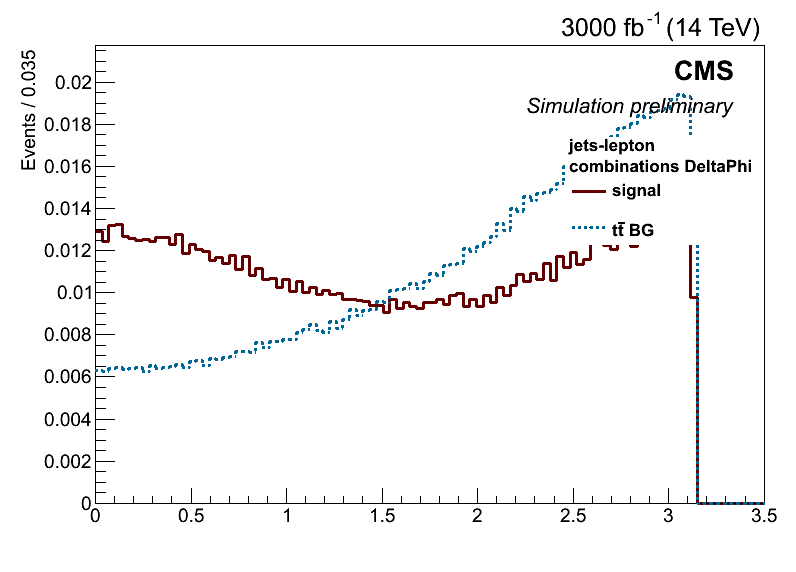 3000 fb-1 (14 TeV)
CMS
Simulation preliminary
jets-lepton
combinations DeltaPhi
signal
tt̄ BG
Events / 0.035
0.02
0.018
0.016
0.014
0.012
0.01
0.008
0.006
0.004
0.002
0
0 0.5 1 1.5 2 2.5 3 3.5